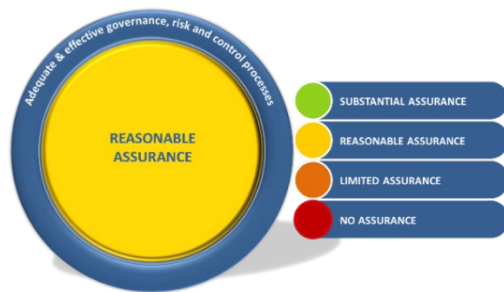 Adequate & effective governance, risk and control processes
REASONABLE
ASSURANCE
SUBSTANTIAL ASSURANCE
REASONABLE ASSURANCE
LIMITED ASSURANCE
NO ASSURANCE